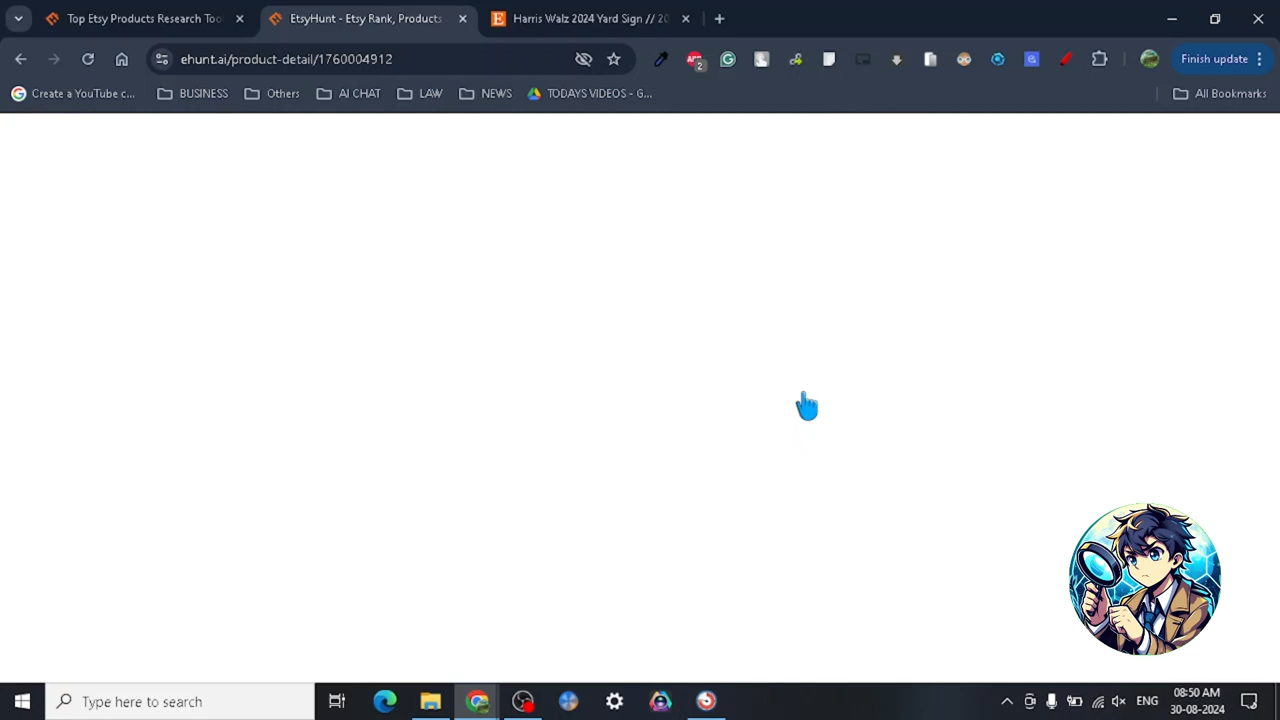 Top Etsy Products Research Too
EtsyHunt - Etsy Rank, Products
Harris Walz 2024 Yard Sign // 20
ehunt.ai/product-detail/1760004912
2
Finish update
Create a YouTube c...
BUSINESS
Others
AI CHAT
LAW
NEWS
TODAYS VIDEOS - G...
All Bookmarks
Type here to search
ENG
08:50 AM
30-08-2024